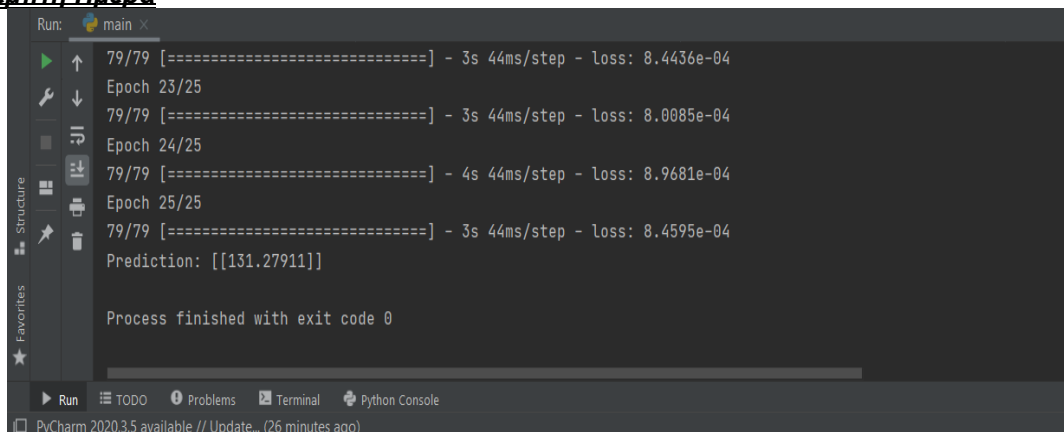 Run: main ×
79/79 [==============================] - 3s 44ms/step - loss: 8.4436e-04
Epoch 23/25
79/79 [==============================] - 3s 44ms/step - loss: 8.0085e-04
Epoch 24/25
79/79 [==============================] - 4s 44ms/step - loss: 8.9681e-04
Epoch 25/25
79/79 [==============================] - 3s 44ms/step - loss: 8.4595e-04
Prediction: [[131.27911]]
Process finished with exit code 0
Structure
Favorites
Run TODO Problems Terminal Python Console
PyCharm 2020.3.5 available // Update... (26 minutes ago)